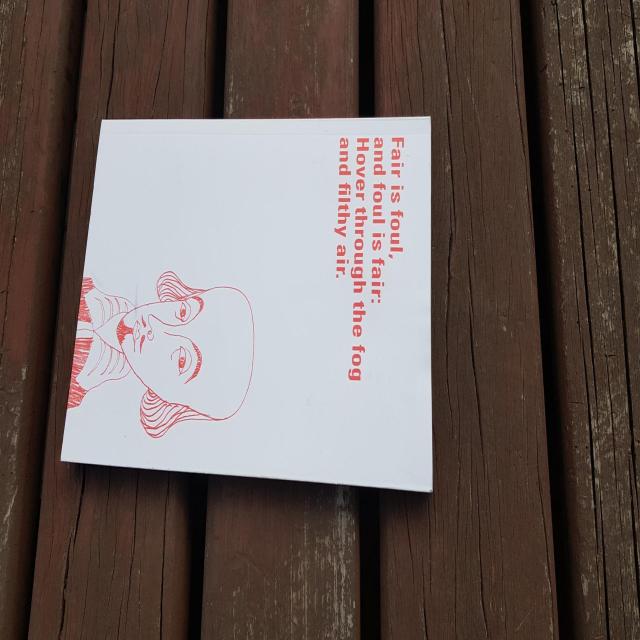 Fair is foul,
and foul is fair:
Hover through the fog
and filthy air.